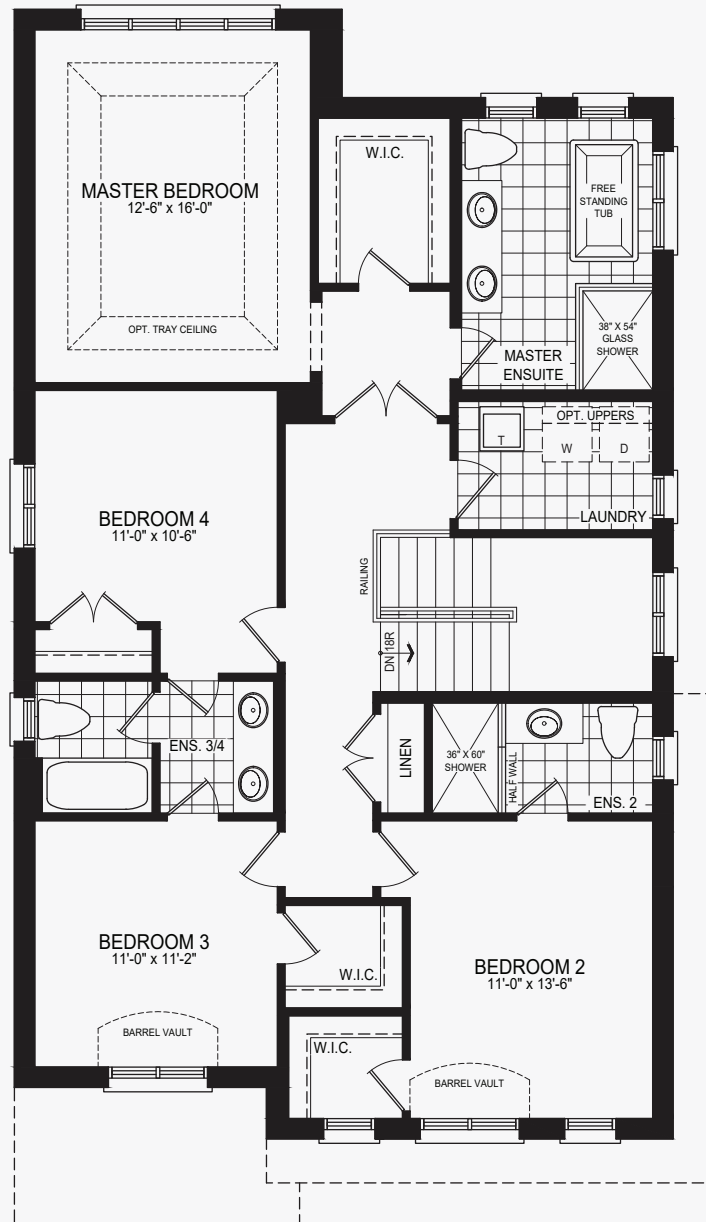 W.I.C.
MASTER BEDROOM
12'-6" x 16'-0"
FREE
STANDING
TUB
OPT. TRAY CEILING
38" X 54"
GLASS
SHOWER
MASTER
ENSUITE
OPT. UPPERS
T
W
D
LAUNDRY
BEDROOM 4
11'-0" x 10'-6"
RAILING
DN 18R
ENS. 3/4
LINEN
36" X 60"
SHOWER
HALF WALL
ENS. 2
BEDROOM 3
11'-0" x 11'-2"
W.I.C.
BEDROOM 2
11'-0" x 13'-6"
BARREL VAULT
W.I.C.
BARREL VAULT